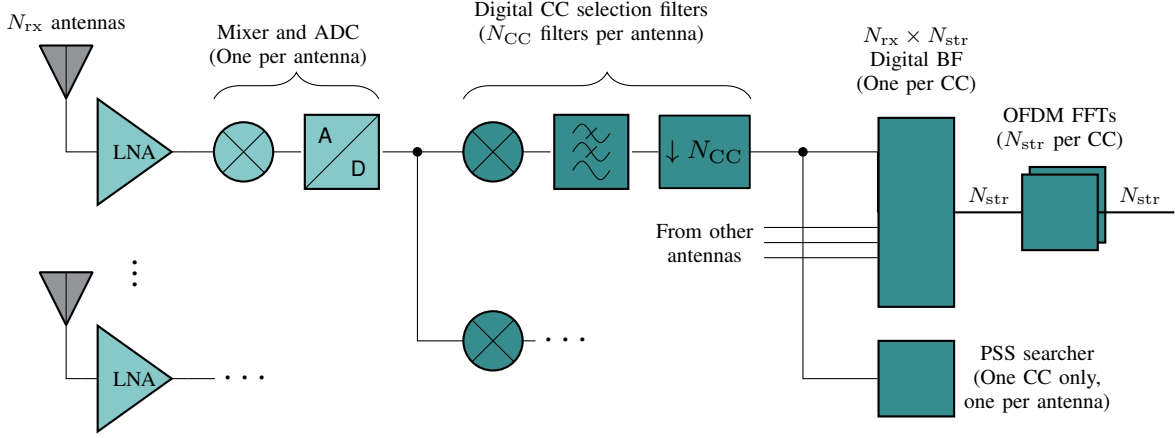 N_rx antennas
Mixer and ADC
(One per antenna)
Digital CC selection filters
(N_CC filters per antenna)
N_rx × N_str
Digital BF
(One per CC)
OFDM FFTs
(N_str per CC)
LNA
A
D
↓ N_CC
N_str
N_str
From other
antennas
LNA
PSS searcher
(One CC only,
one per antenna)